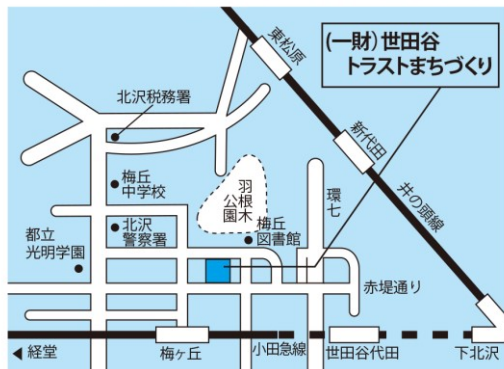 (一財)世田谷
トラストまちづくり
東松原
北沢税務署
新代田
梅丘
中学校
羽根木
公園
環七
井の頭線
北沢
警察署
梅丘
図書館
都立
光明学園
赤堤通り
経堂
梅ヶ丘
小田急線
世田谷代田
下北沢